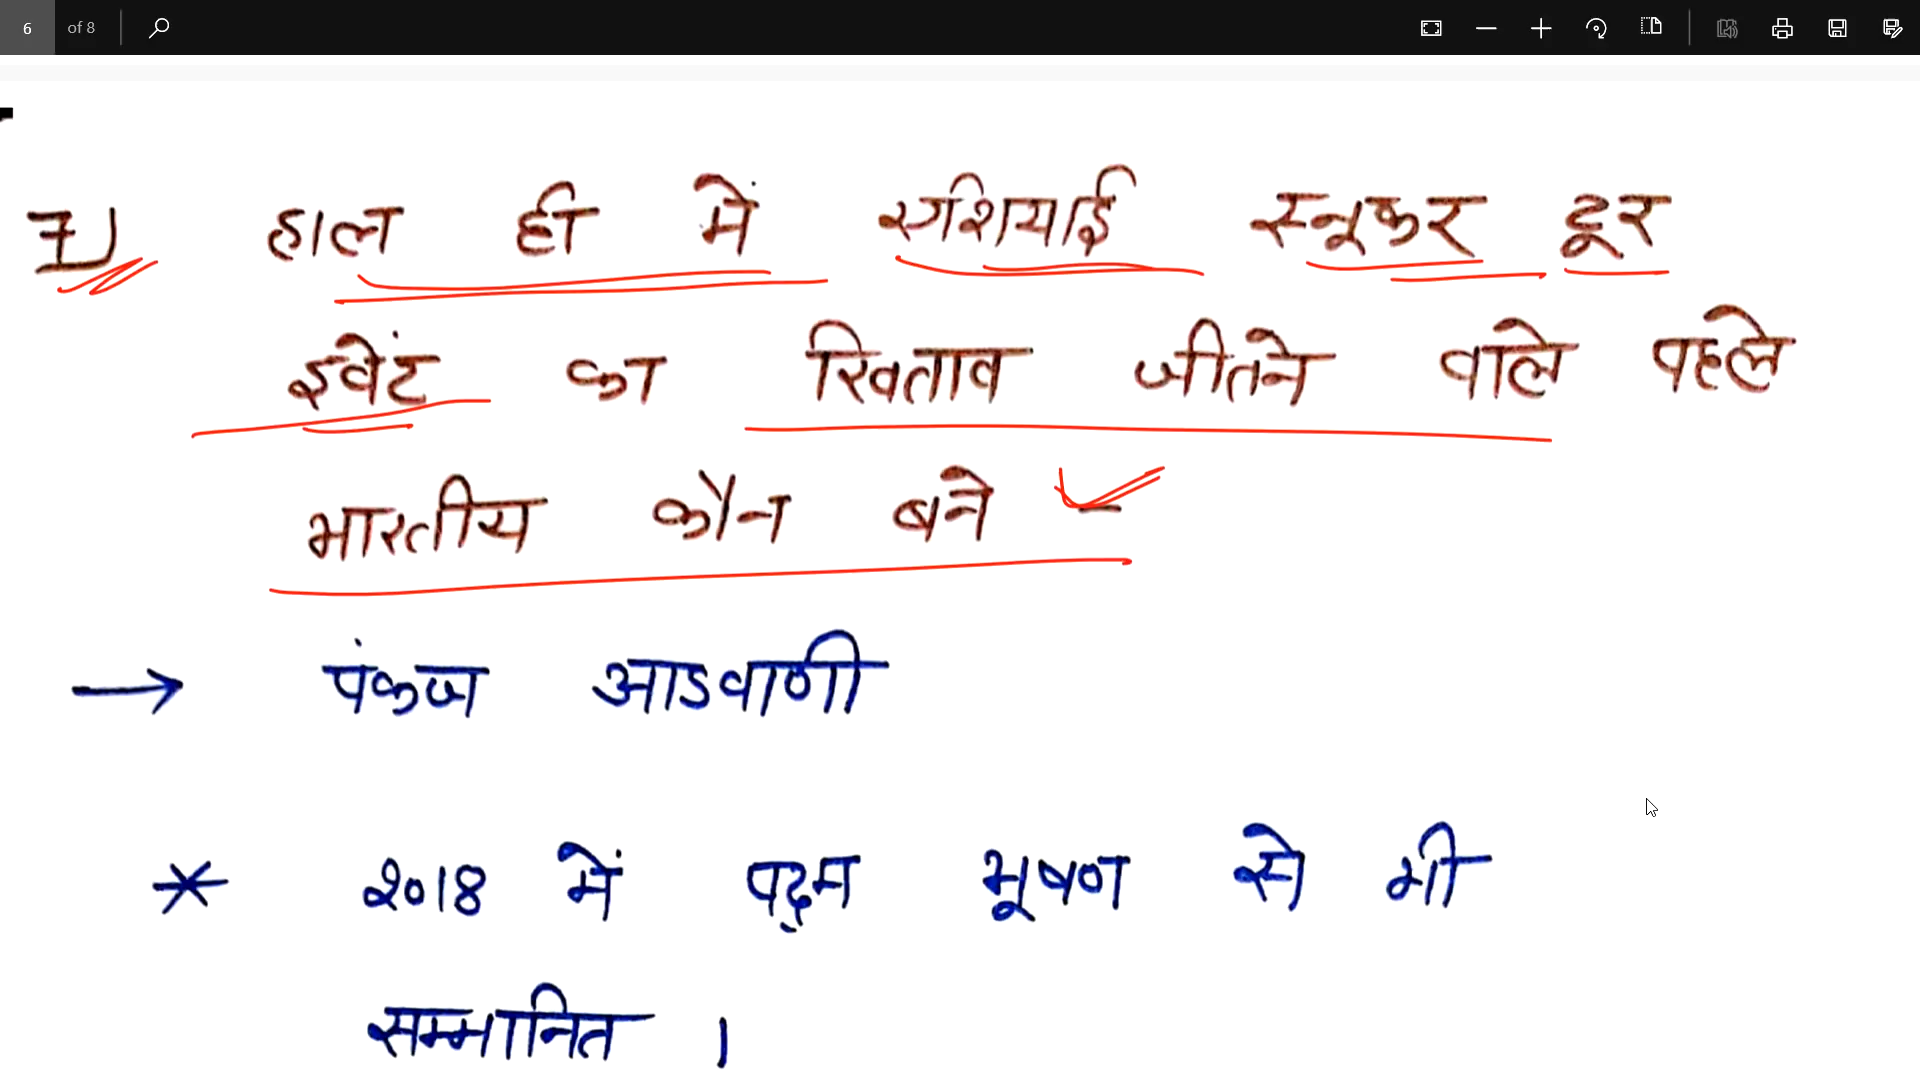 6 of 8
7) हाल ही में एशियाई स्नूकर टूर
इवेंट का खिताब जीतने वाले पहले
भारतीय कौन बने -
→ पंकज आडवाणी
* 2018 में पद्म भूषण से भी
सम्मानित ।